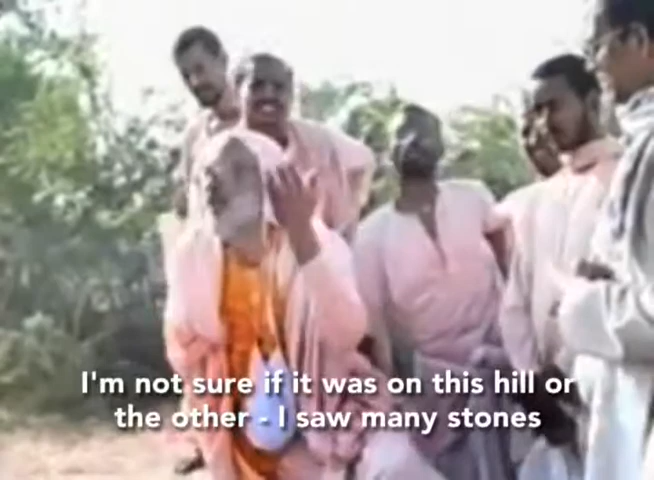 I'm not sure if it was on this hill or
the other - I saw many stones